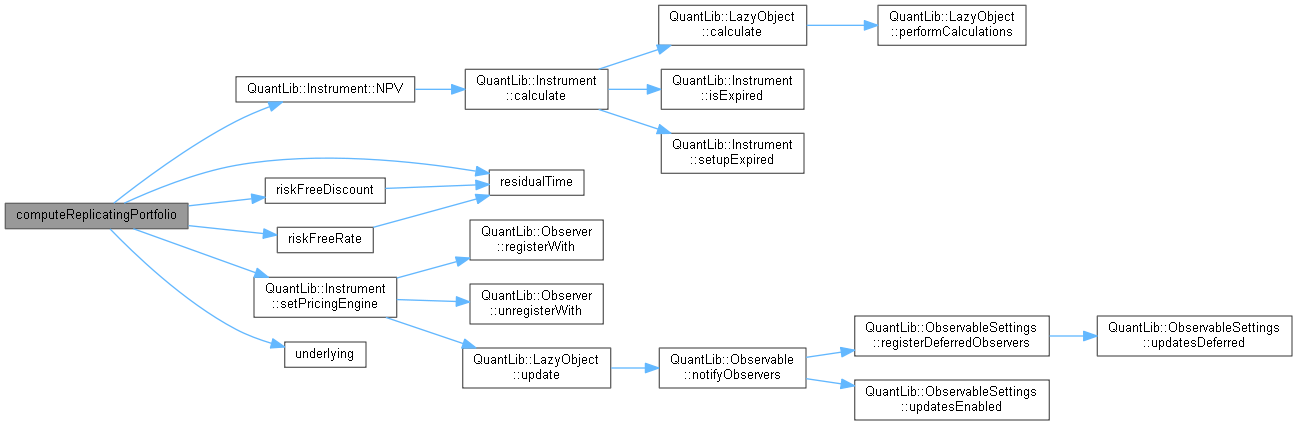 computeReplicatingPortfolio
QuantLib::Instrument::NPV
QuantLib::Instrument
::calculate
QuantLib::LazyObject
::calculate
QuantLib::LazyObject
::performCalculations
QuantLib::Instrument
::isExpired
QuantLib::Instrument
::setupExpired
residualTime
riskFreeDiscount
riskFreeRate
QuantLib::Instrument
::setPricingEngine
QuantLib::Observer
::registerWith
QuantLib::Observer
::unregisterWith
QuantLib::LazyObject
::update
QuantLib::Observable
::notifyObservers
QuantLib::ObservableSettings
::registerDeferredObservers
QuantLib::ObservableSettings
::updatesDeferred
QuantLib::ObservableSettings
::updatesEnabled
underlying